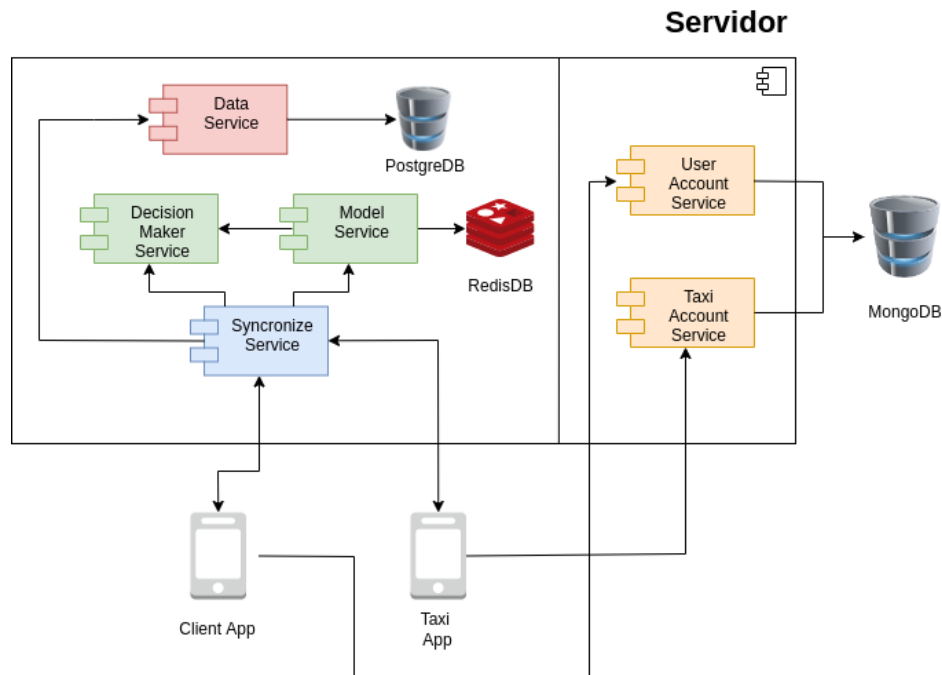 Servidor
Data
Service
PostgreDB
Decision
Maker
Service
Model
Service
RedisDB
Syncronize
Service
User
Account
Service
Taxi
Account
Service
MongoDB
Client App
Taxi
App